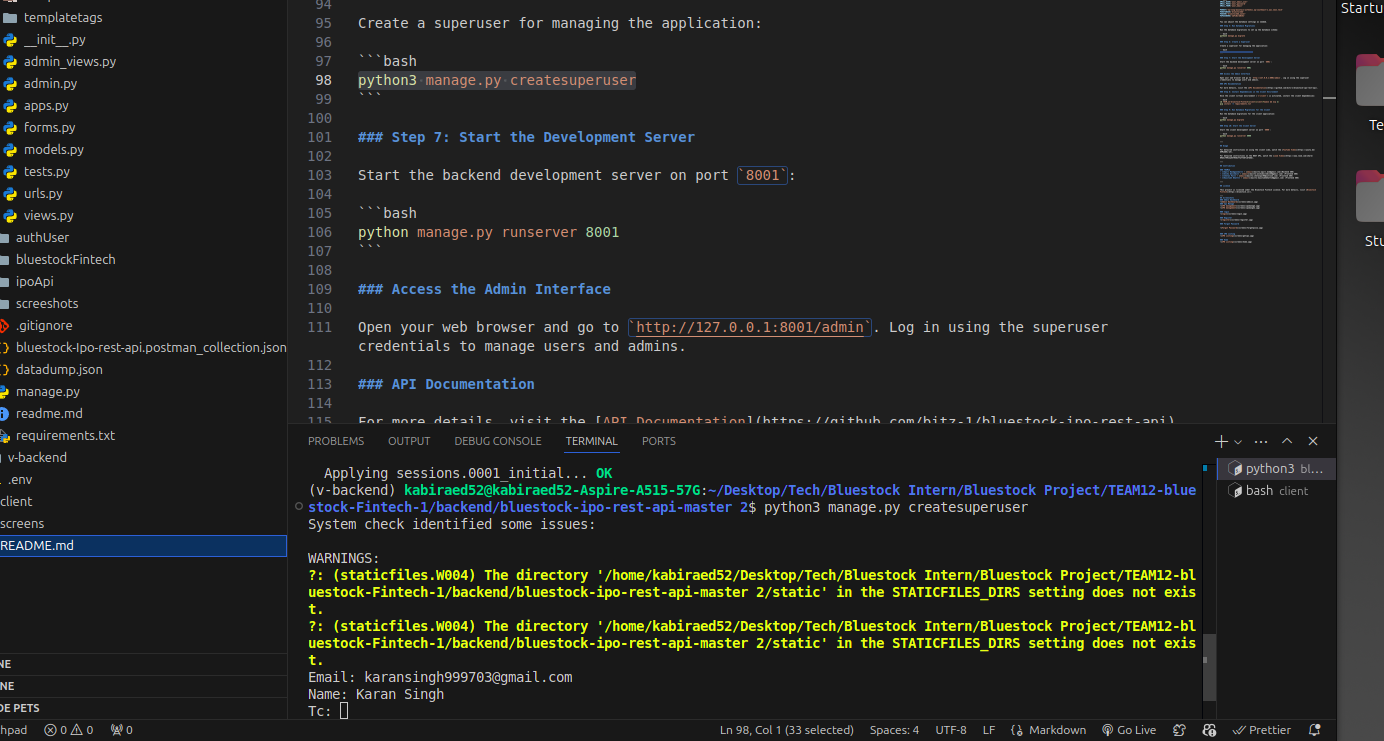 templatetags
__init__.py
admin_views.py
admin.py
apps.py
forms.py
models.py
tests.py
urls.py
views.py
authUser
bluestockFintech
ipoApi
screeshots
.gitignore
bluestock-Ipo-rest-api.postman_collection.json
datadump.json
manage.py
readme.md
requirements.txt
v-backend
.env
client
screens
README.md
NE
NE
DE PETS
94
95 Create a superuser for managing the application:
96
97 ```bash
98 python3 manage.py createsuperuser
99 ```
100
101 ### Step 7: Start the Development Server
102
103 Start the backend development server on port `8001`:
104
105 ```bash
106 python manage.py runserver 8001
107 ```
108
109 ### Access the Admin Interface
110
111 Open your web browser and go to `http://127.0.0.1:8001/admin`. Log in using the superuser
credentials to manage users and admins.
112
113 ### API Documentation
114
115 For more details, visit the [API Documentation](https://github.com/hitz-1/bluestock-ipo-rest-api)
Startu
Te
Stu
PROBLEMS OUTPUT DEBUG CONSOLE TERMINAL PORTS
Applying sessions.0001_initial... OK
(v-backend) kabiraed52@kabiraed52-Aspire-A515-57G:~/Desktop/Tech/Bluestock Intern/Bluestock Project/TEAM12-blue
stock-Fintech-1/backend/bluestock-ipo-rest-api-master 2$ python3 manage.py createsuperuser
System check identified some issues:
WARNINGS:
?: (staticfiles.W004) The directory '/home/kabiraed52/Desktop/Tech/Bluestock Intern/Bluestock Project/TEAM12-bl
uestock-Fintech-1/backend/bluestock-ipo-rest-api-master 2/static' in the STATICFILES_DIRS setting does not exis
t.
?: (staticfiles.W004) The directory '/home/kabiraed52/Desktop/Tech/Bluestock Intern/Bluestock Project/TEAM12-bl
uestock-Fintech-1/backend/bluestock-ipo-rest-api-master 2/static' in the STATICFILES_DIRS setting does not exis
t.
Email: karansingh999703@gmail.com
Name: Karan Singh
Tc:
python3 bl...
bash client
hpad 0 0 0 Ln 98, Col 1 (33 selected) Spaces: 4 UTF-8 LF Markdown Go Live Prettier